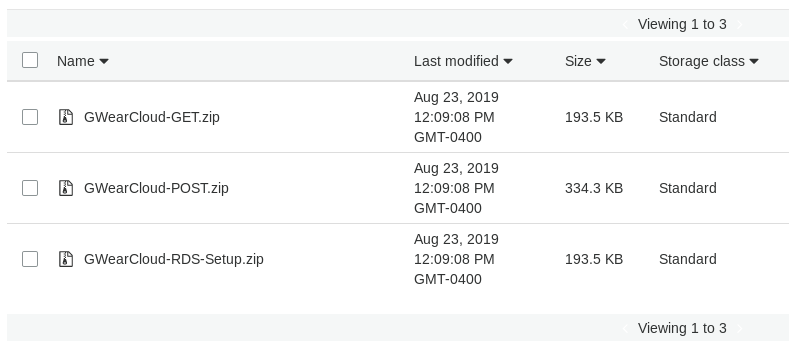 Viewing 1 to 3
Name Last modified Size Storage class
GWearCloud-GET.zip Aug 23, 2019 12:09:08 PM GMT-0400 193.5 KB Standard
GWearCloud-POST.zip Aug 23, 2019 12:09:08 PM GMT-0400 334.3 KB Standard
GWearCloud-RDS-Setup.zip Aug 23, 2019 12:09:08 PM GMT-0400 193.5 KB Standard
Viewing 1 to 3